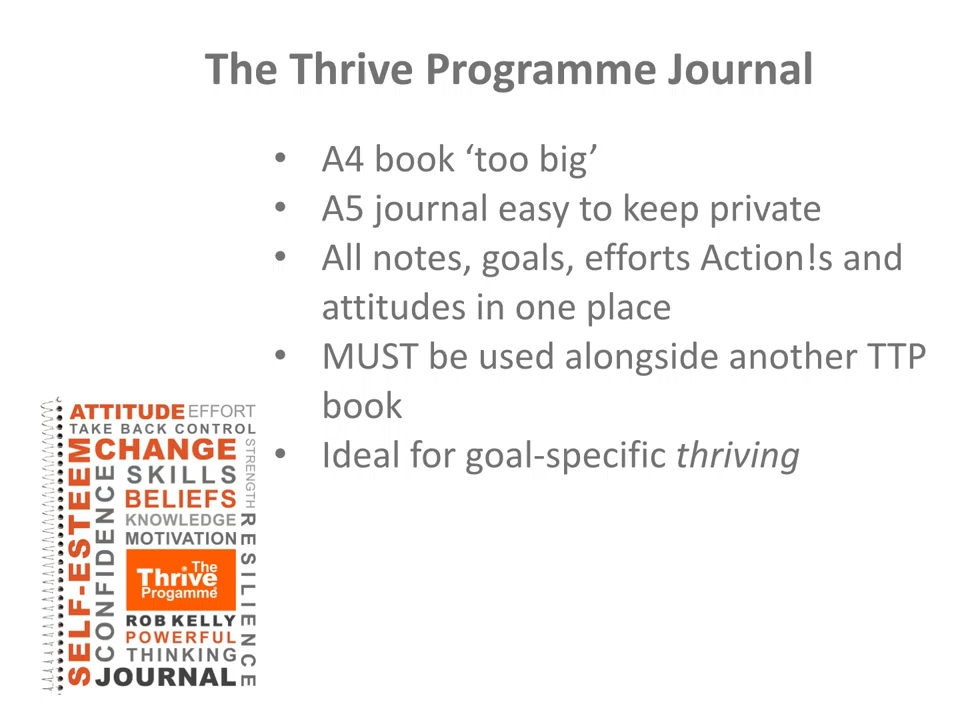 The Thrive Programme Journal
• A4 book ‘too big’
• A5 journal easy to keep private
• All notes, goals, efforts Action!s and
attitudes in one place
• MUST be used alongside another TTP
book
• Ideal for goal-specific thriving
ATTITUDE EFFORT
TAKE BACK CONTROL
SELF-ESTEEM
CONFIDENCE
CHANGE
STRENGTH
SKILLS
BELIEFS
KNOWLEDGE
RESILIENCE
MOTIVATION
The
Thrive
Progamme
ROB KELLY
POWERFUL
THINKING
JOURNAL